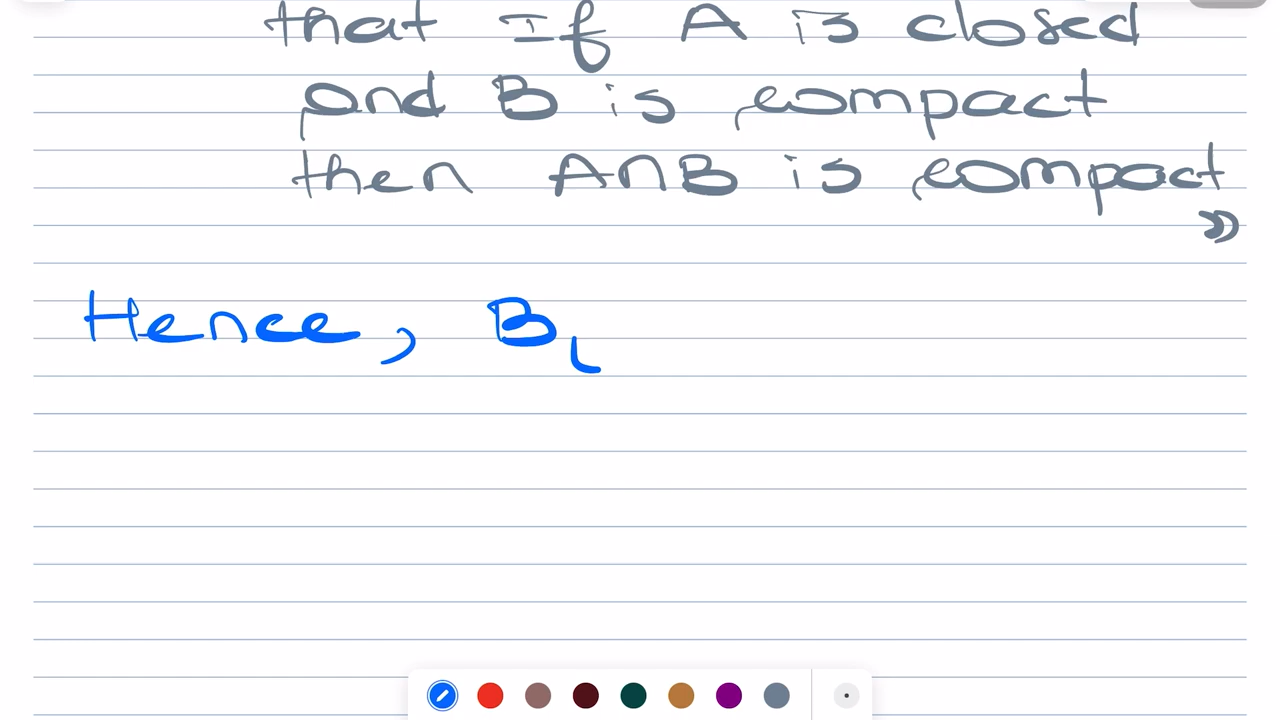 that If A is closed
and B is compact
then A∩B is compact
»
Hence, B